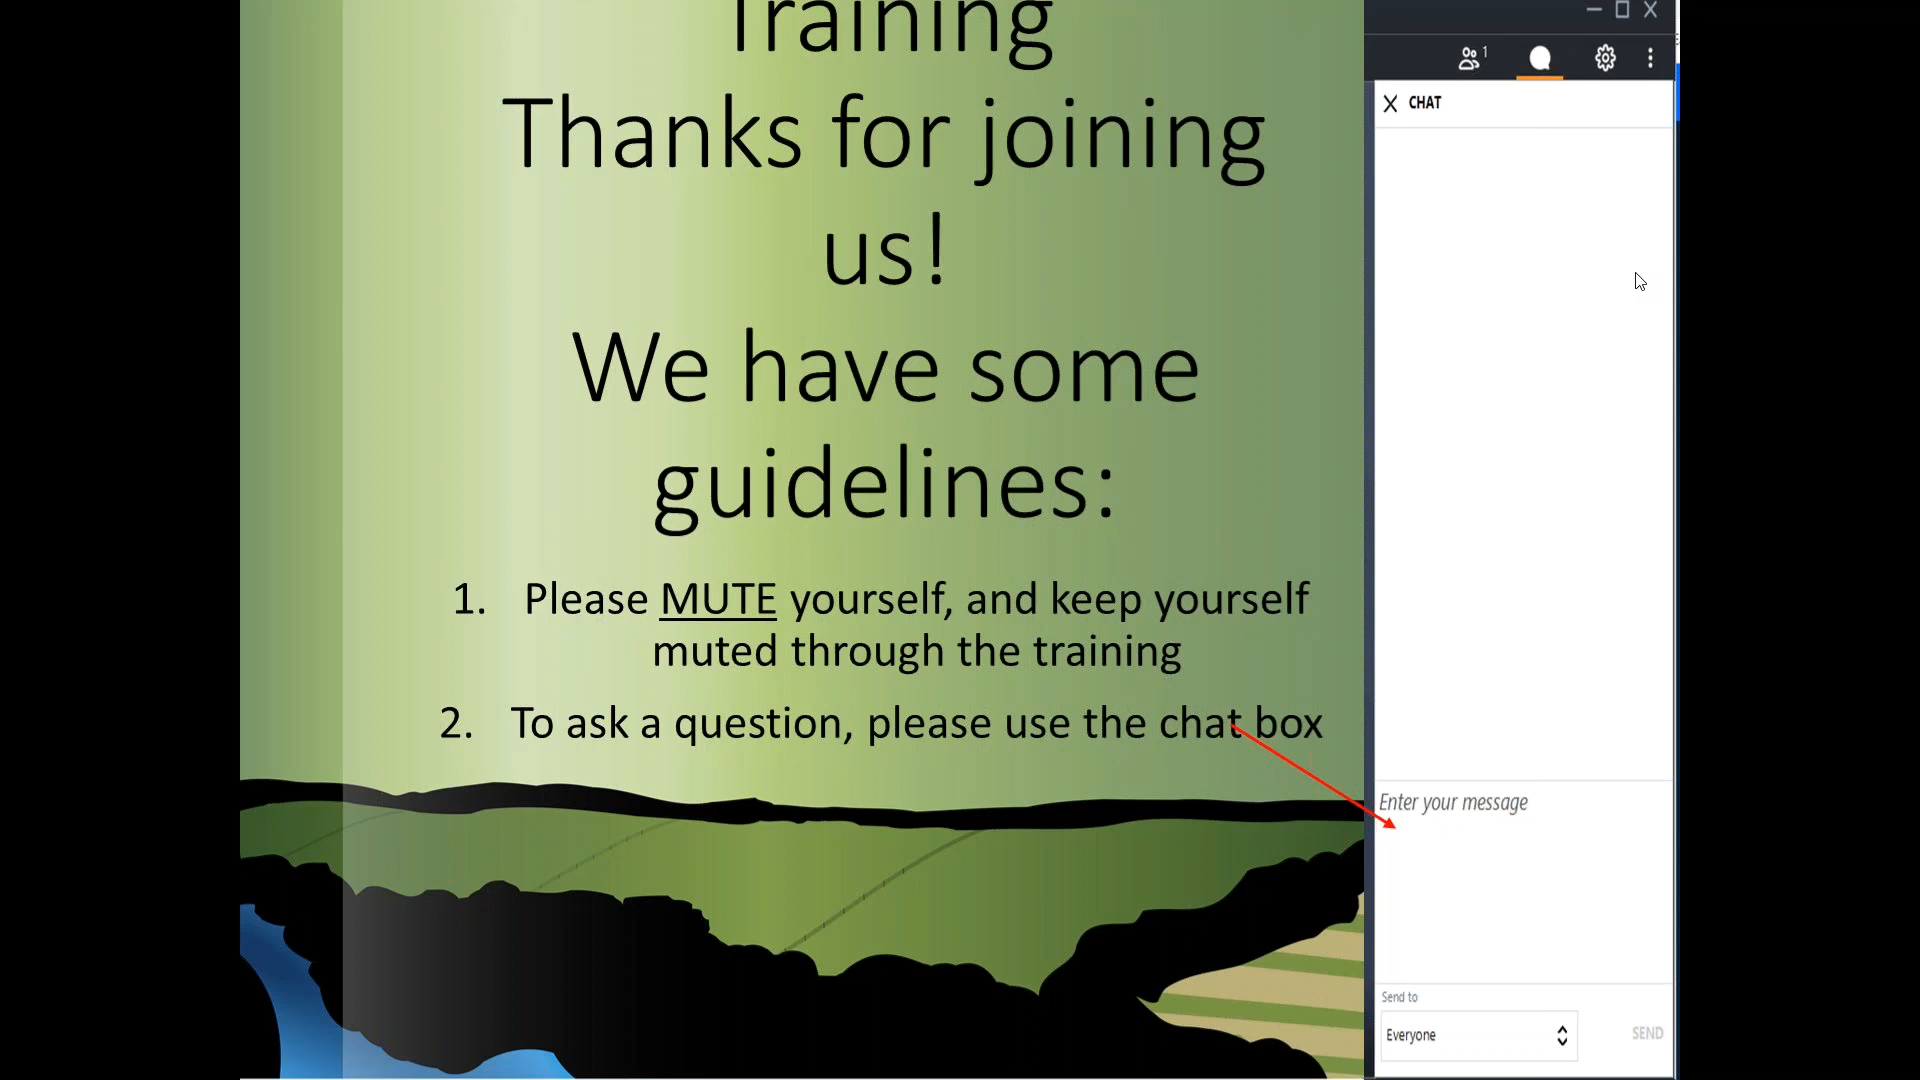 Training
Thanks for joining
us!
We have some
guidelines:
1. Please MUTE yourself, and keep yourself
muted through the training
2. To ask a question, please use the chat box
1
CHAT
Enter your message
Send to
Everyone
SEND